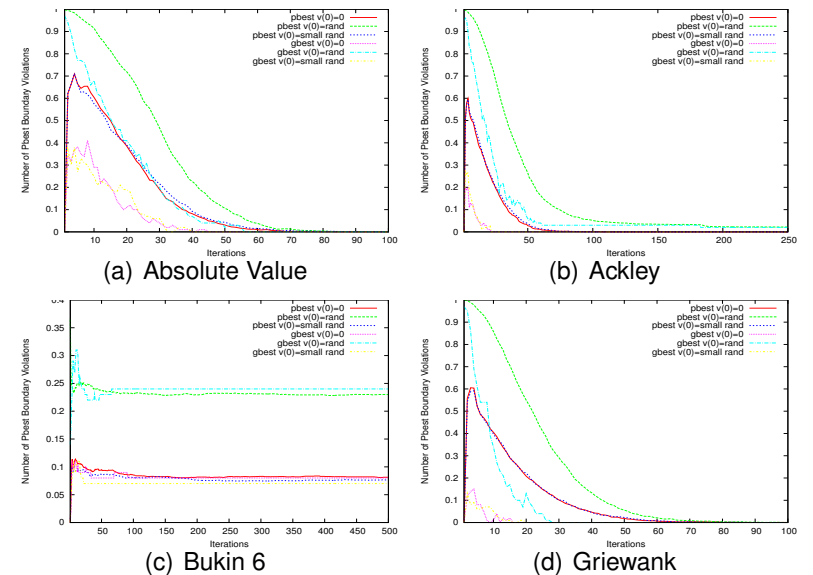 pbest v(0)=0
pbest v(0)=rand
pbest v(0)=small rand
gbest v(0)=0
gbest v(0)=rand
gbest v(0)=small rand
Number of Pbest Boundary Violations
1
0.9
0.8
0.7
0.6
0.5
0.4
0.3
0.2
0.1
0
10 20 30 40 50 60 70 80 90 100
Iterations
(a) Absolute Value
pbest v(0)=0
pbest v(0)=rand
pbest v(0)=small rand
gbest v(0)=0
gbest v(0)=rand
gbest v(0)=small rand
Number of Pbest Boundary Violations
1
0.9
0.8
0.7
0.6
0.5
0.4
0.3
0.2
0.1
0
50 100 150 200 250
Iterations
(b) Ackley
pbest v(0)=0
pbest v(0)=rand
pbest v(0)=small rand
gbest v(0)=0
gbest v(0)=rand
gbest v(0)=small rand
Number of Pbest Boundary Violations
0.4
0.35
0.3
0.25
0.2
0.15
0.1
0.05
0
50 100 150 200 250 300 350 400 450 500
Iterations
(c) Bukin 6
pbest v(0)=0
pbest v(0)=rand
pbest v(0)=small rand
gbest v(0)=0
gbest v(0)=rand
gbest v(0)=small rand
Number of Pbest Boundary Violations
1
0.9
0.8
0.7
0.6
0.5
0.4
0.3
0.2
0.1
0
10 20 30 40 50 60 70 80 90 100
Iterations
(d) Griewank